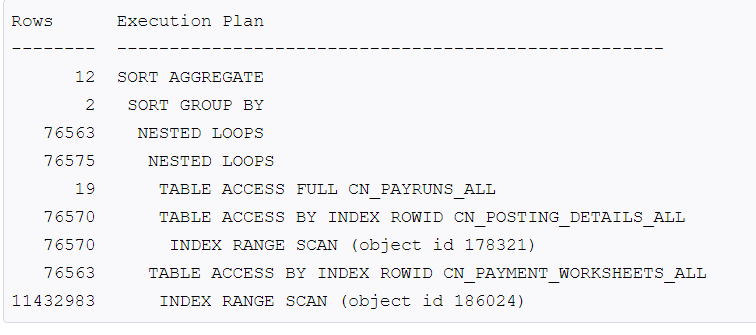 Rows      Execution Plan
--------  ---------------------------------------------------
      12  SORT AGGREGATE
       2   SORT GROUP BY
   76563    NESTED LOOPS
   76575     NESTED LOOPS
      19      TABLE ACCESS FULL CN_PAYRUNS_ALL
   76570      TABLE ACCESS BY INDEX ROWID CN_POSTING_DETAILS_ALL
   76570       INDEX RANGE SCAN (object id 178321)
   76563     TABLE ACCESS BY INDEX ROWID CN_PAYMENT_WORKSHEETS_ALL
11432983      INDEX RANGE SCAN (object id 186024)